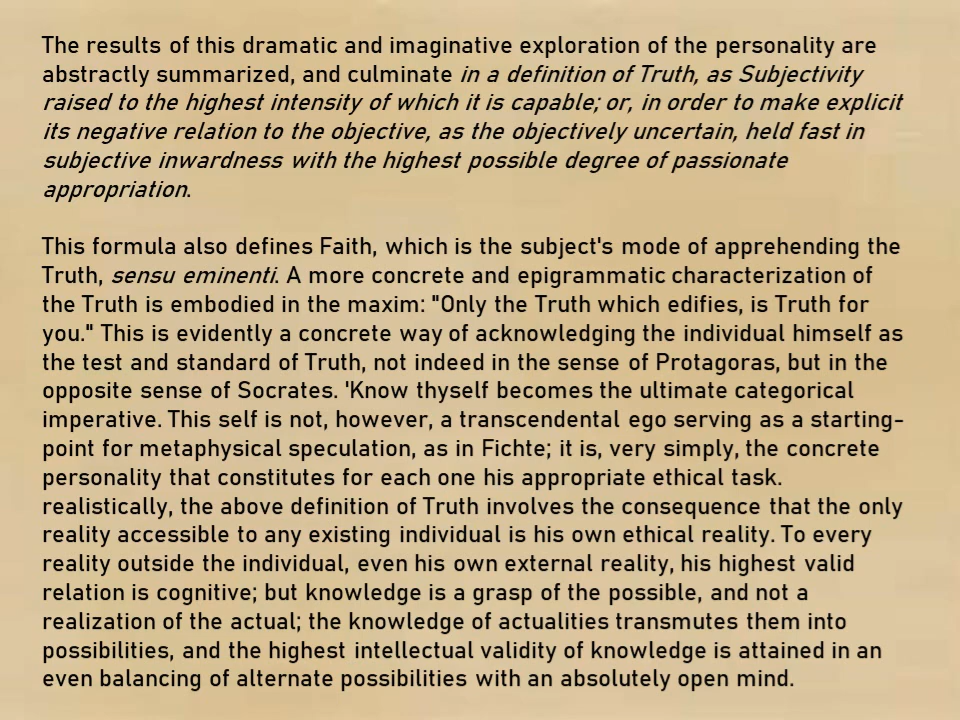 The results of this dramatic and imaginative exploration of the personality are
abstractly summarized, and culminate in a definition of Truth, as Subjectivity
raised to the highest intensity of which it is capable; or, in order to make explicit
its negative relation to the objective, as the objectively uncertain, held fast in
subjective inwardness with the highest possible degree of passionate
appropriation.

This formula also defines Faith, which is the subject's mode of apprehending the
Truth, sensu eminenti. A more concrete and epigrammatic characterization of
the Truth is embodied in the maxim: "Only the Truth which edifies, is Truth for
you." This is evidently a concrete way of acknowledging the individual himself as
the test and standard of Truth, not indeed in the sense of Protagoras, but in the
opposite sense of Socrates. 'Know thyself becomes the ultimate categorical
imperative. This self is not, however, a transcendental ego serving as a starting-
point for metaphysical speculation, as in Fichte; it is, very simply, the concrete
personality that constitutes for each one his appropriate ethical task.
realistically, the above definition of Truth involves the consequence that the only
reality accessible to any existing individual is his own ethical reality. To every
reality outside the individual, even his own external reality, his highest valid
relation is cognitive; but knowledge is a grasp of the possible, and not a
realization of the actual; the knowledge of actualities transmutes them into
possibilities, and the highest intellectual validity of knowledge is attained in an
even balancing of alternate possibilities with an absolutely open mind.